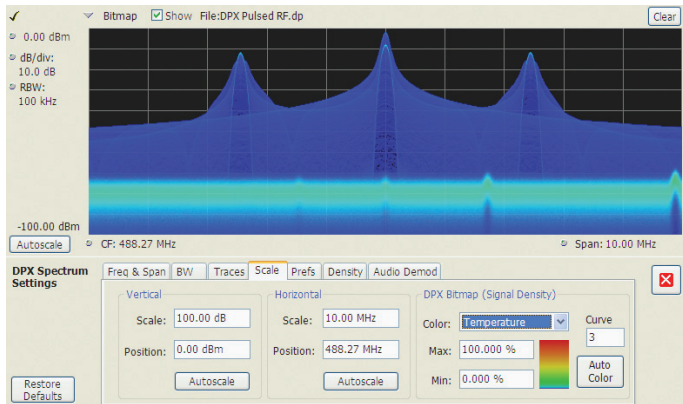 Bitmap Show File:DPX Pulsed RF.dp Clear
0.00 dBm
dB/div:
10.0 dB
RBW:
100 kHz
-100.00 dBm
Autoscale CF: 488.27 MHz Span: 10.00 MHz
DPX Spectrum
Settings
Freq & Span BW Traces Scale Prefs Density Audio Demod
Vertical
Scale: 100.00 dB
Position: 0.00 dBm
Autoscale
Horizontal
Scale: 10.00 MHz
Position: 488.27 MHz
Autoscale
DPX Bitmap (Signal Density)
Color: Temperature
Max: 100.000 %
Min: 0.000 %
Curve
3
Auto
Color
Restore
Defaults